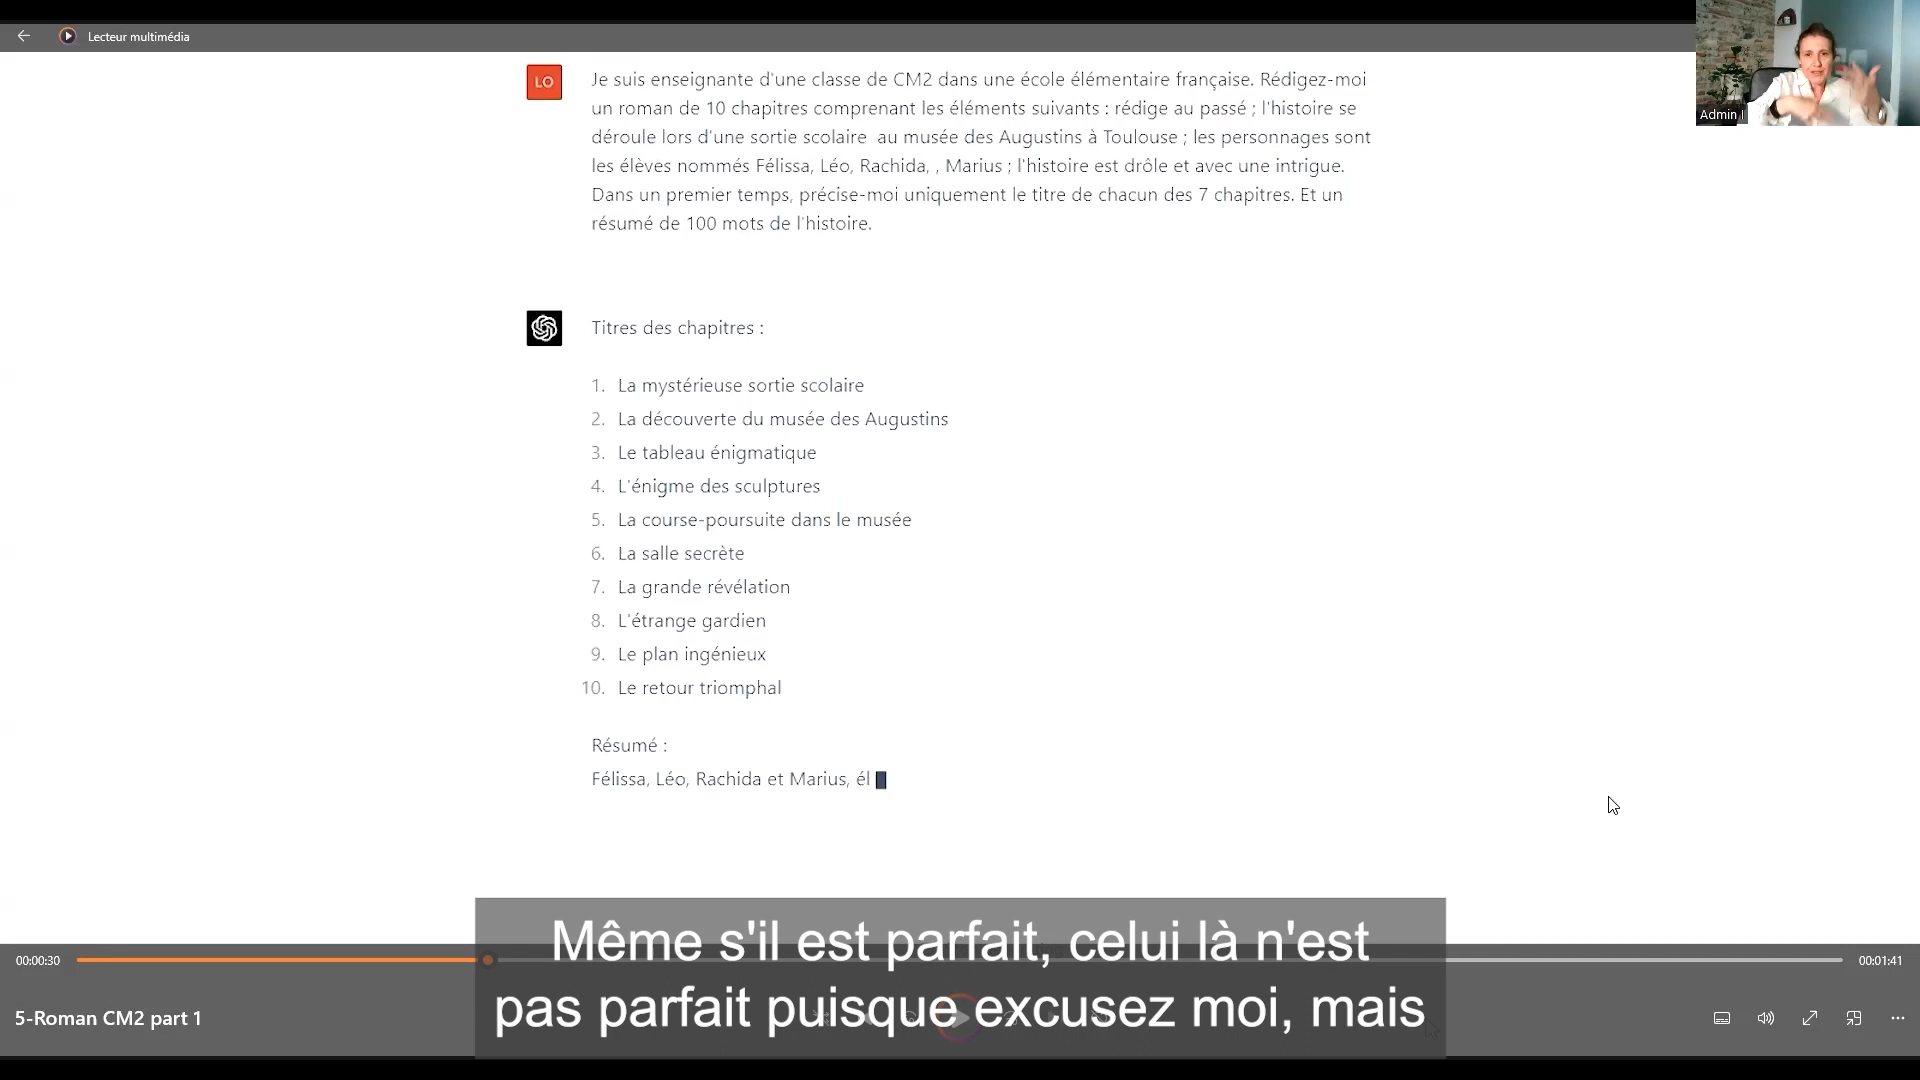 Lecteur multimédia
Admin
LO
Je suis enseignante d'une classe de CM2 dans une école élémentaire française. Rédigez-moi
un roman de 10 chapitres comprenant les éléments suivants : rédige au passé ; l'histoire se
déroule lors d'une sortie scolaire  au musée des Augustins à Toulouse ; les personnages sont
les élèves nommés Félissa, Léo, Rachida, , Marius ; l'histoire est drôle et avec une intrigue.
Dans un premier temps, précise-moi uniquement le titre de chacun des 7 chapitres. Et un
résumé de 100 mots de l'histoire.
Titres des chapitres :
1. La mystérieuse sortie scolaire
2. La découverte du musée des Augustins
3. Le tableau énigmatique
4. L'énigme des sculptures
5. La course-poursuite dans le musée
6. La salle secrète
7. La grande révélation
8. L'étrange gardien
9. Le plan ingénieux
10. Le retour triomphal
Résumé :
Félissa, Léo, Rachida et Marius, él
Même s'il est parfait, celui là n'est
pas parfait puisque excusez moi, mais
00:00:30
00:01:41
5-Roman CM2 part 1